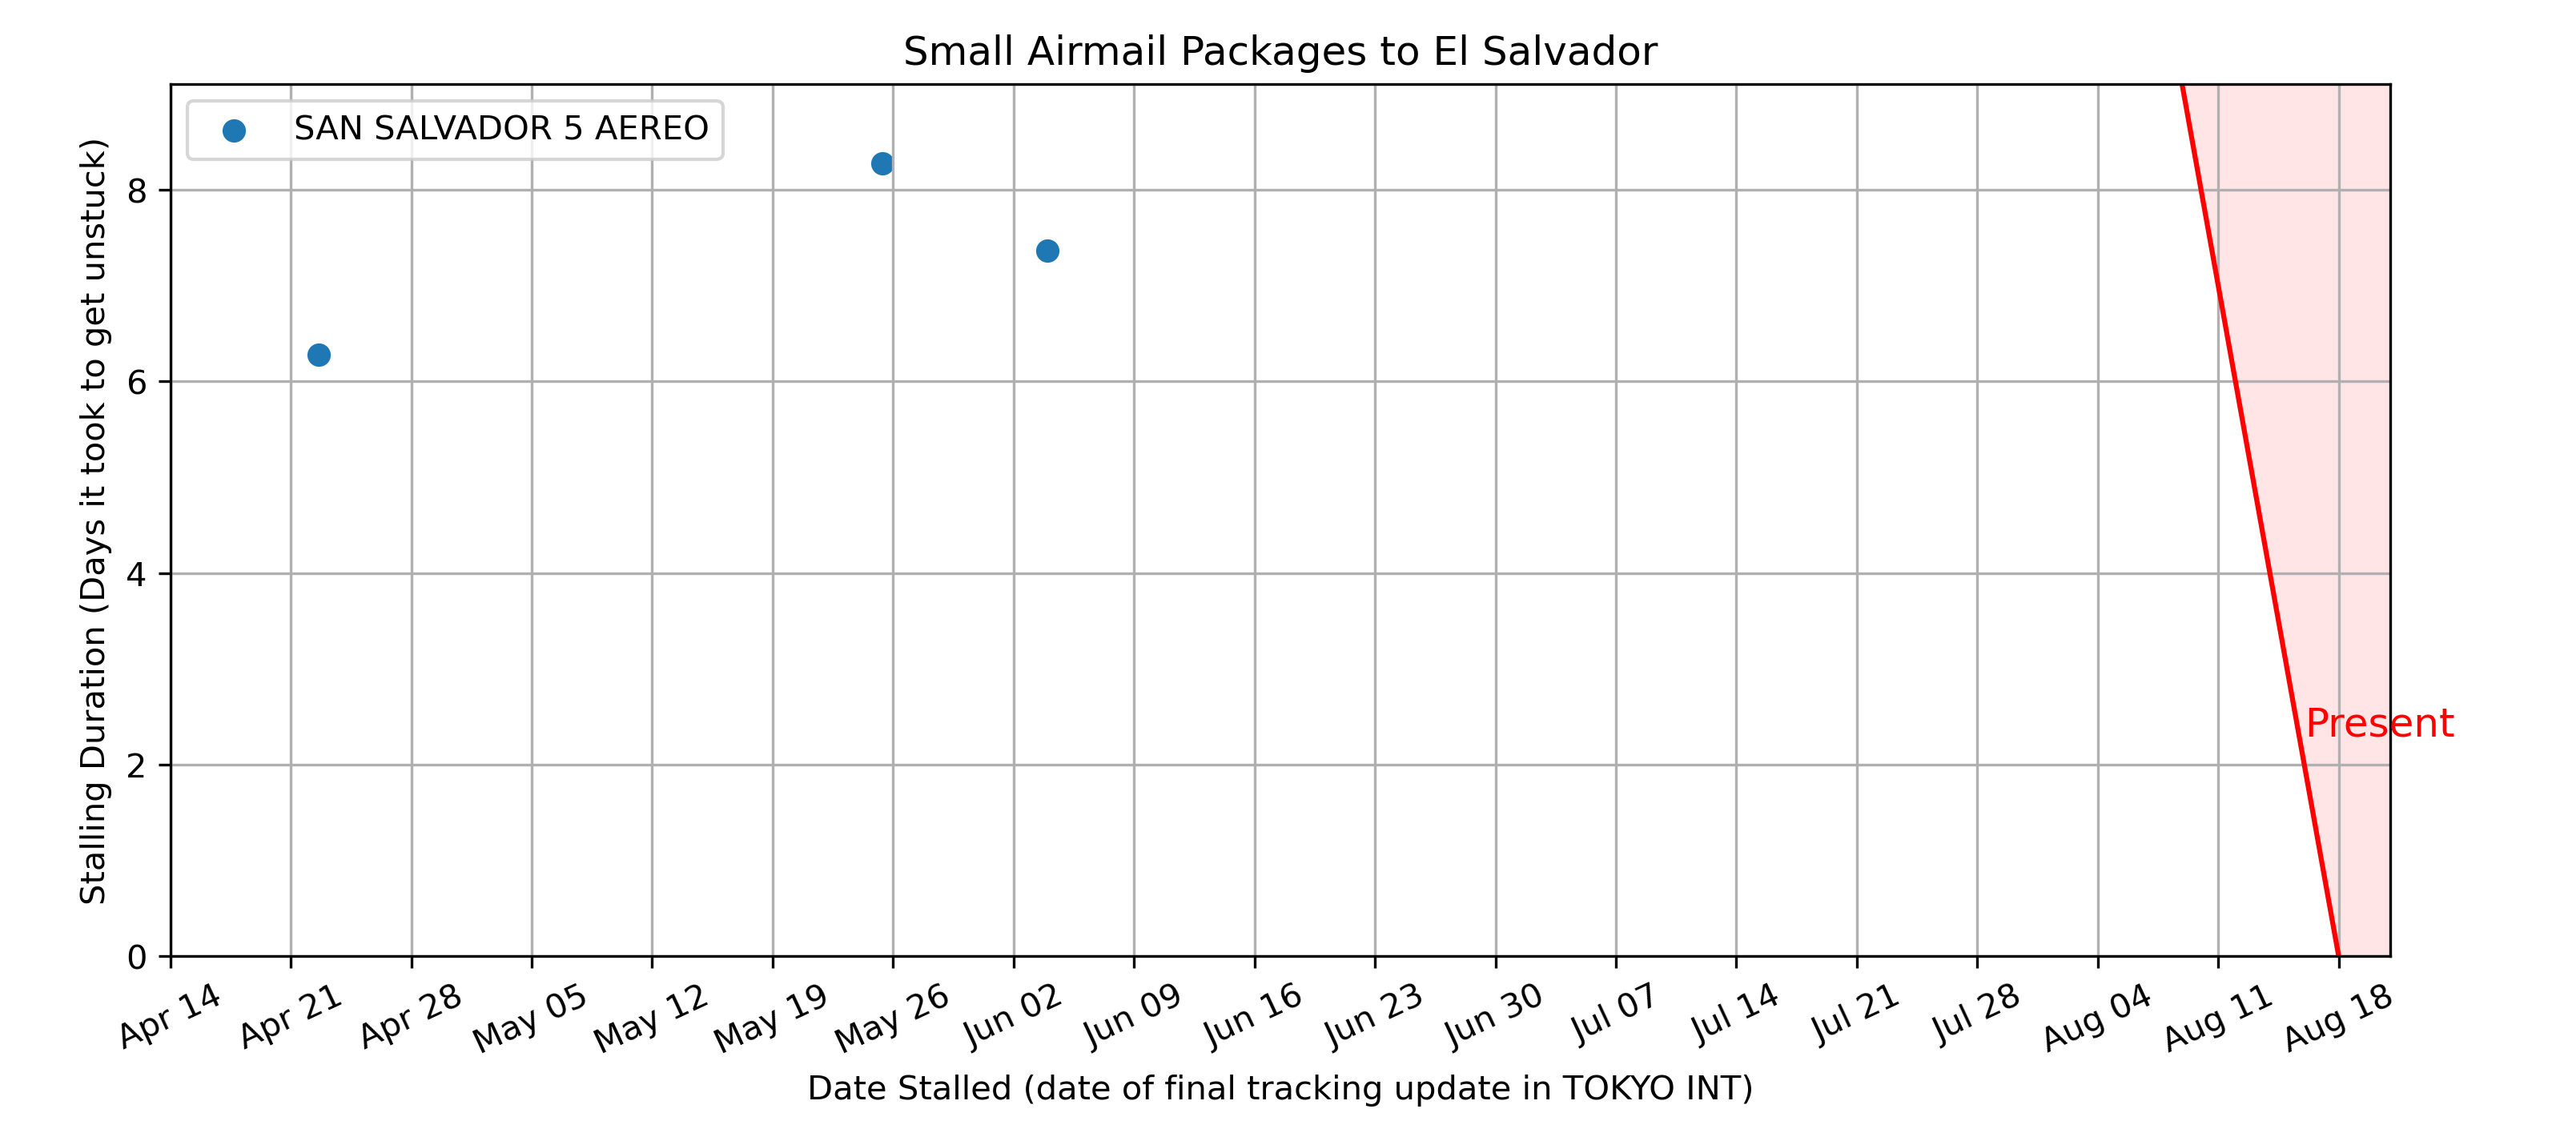 Small Airmail Packages to El Salvador
SAN SALVADOR 5 AEREO
Stalling Duration (Days it took to get unstuck)
8
6
4
2
0
Present
Apr 14
Apr 21
Apr 28
May 05
May 12
May 19
May 26
Jun 02
Jun 09
Jun 16
Jun 23
Jun 30
Jul 07
Jul 14
Jul 21
Jul 28
Aug 04
Aug 11
Aug 18
Date Stalled (date of final tracking update in TOKYO INT)